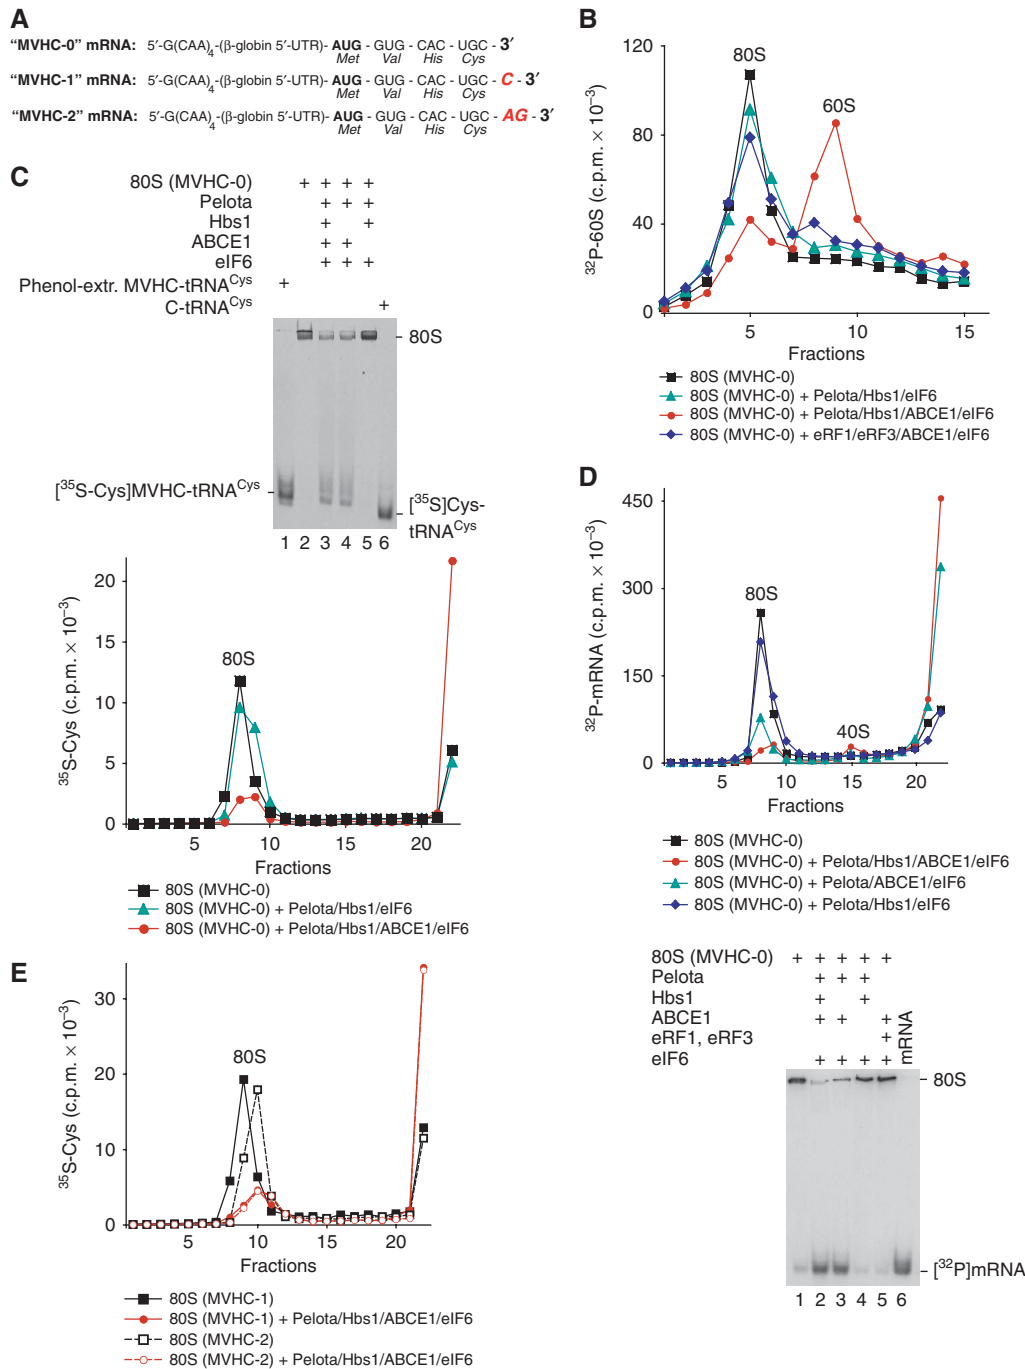 A
“MVHC-0” mRNA: 5′-G(CAA)4-(β-globin 5′-UTR)- AUG - GUG - CAC - UGC - 3′
Met Val His Cys
“MVHC-1” mRNA: 5′-G(CAA)4-(β-globin 5′-UTR)- AUG - GUG - CAC - UGC - C - 3′
Met Val His Cys
“MVHC-2” mRNA: 5′-G(CAA)4-(β-globin 5′-UTR)- AUG - GUG - CAC - UGC - AG - 3′
Met Val His Cys
B
120
80
40
0
32P-60S (c.p.m. × 10−3)
80S
60S
5 10 15
Fractions
80S (MVHC-0)
80S (MVHC-0) + Pelota/Hbs1/eIF6
80S (MVHC-0) + Pelota/Hbs1/ABCE1/eIF6
80S (MVHC-0) + eRF1/eRF3/ABCE1/eIF6
C
80S (MVHC-0) + + + +
Pelota + + +
Hbs1 + +
ABCE1 + +
eIF6 + + +
Phenol-extr. MVHC-tRNACys +
C-tRNACys +
80S
[35S-Cys]MVHC-tRNACys
[35S]Cys-
tRNACys
1 2 3 4 5 6
20
15
10
5
0
35S-Cys (c.p.m. × 10−3)
80S
5 10 15 20
Fractions
80S (MVHC-0)
80S (MVHC-0) + Pelota/Hbs1/eIF6
80S (MVHC-0) + Pelota/Hbs1/ABCE1/eIF6
D
450
300
150
0
32P-mRNA (c.p.m. × 10−3)
80S
40S
5 10 15 20
Fractions
80S (MVHC-0)
80S (MVHC-0) + Pelota/Hbs1/ABCE1/eIF6
80S (MVHC-0) + Pelota/ABCE1/eIF6
80S (MVHC-0) + Pelota/Hbs1/eIF6
80S (MVHC-0) + + + + +
Pelota + + +
Hbs1 + +
ABCE1 + + +
eRF1, eRF3 +
eIF6 + + + +
mRNA
80S
[32P]mRNA
1 2 3 4 5 6
E
30
20
10
0
35S-Cys (c.p.m. × 10−3)
80S
5 10 15 20
Fractions
80S (MVHC-1)
80S (MVHC-1) + Pelota/Hbs1/ABCE1/eIF6
80S (MVHC-2)
80S (MVHC-2) + Pelota/Hbs1/ABCE1/eIF6